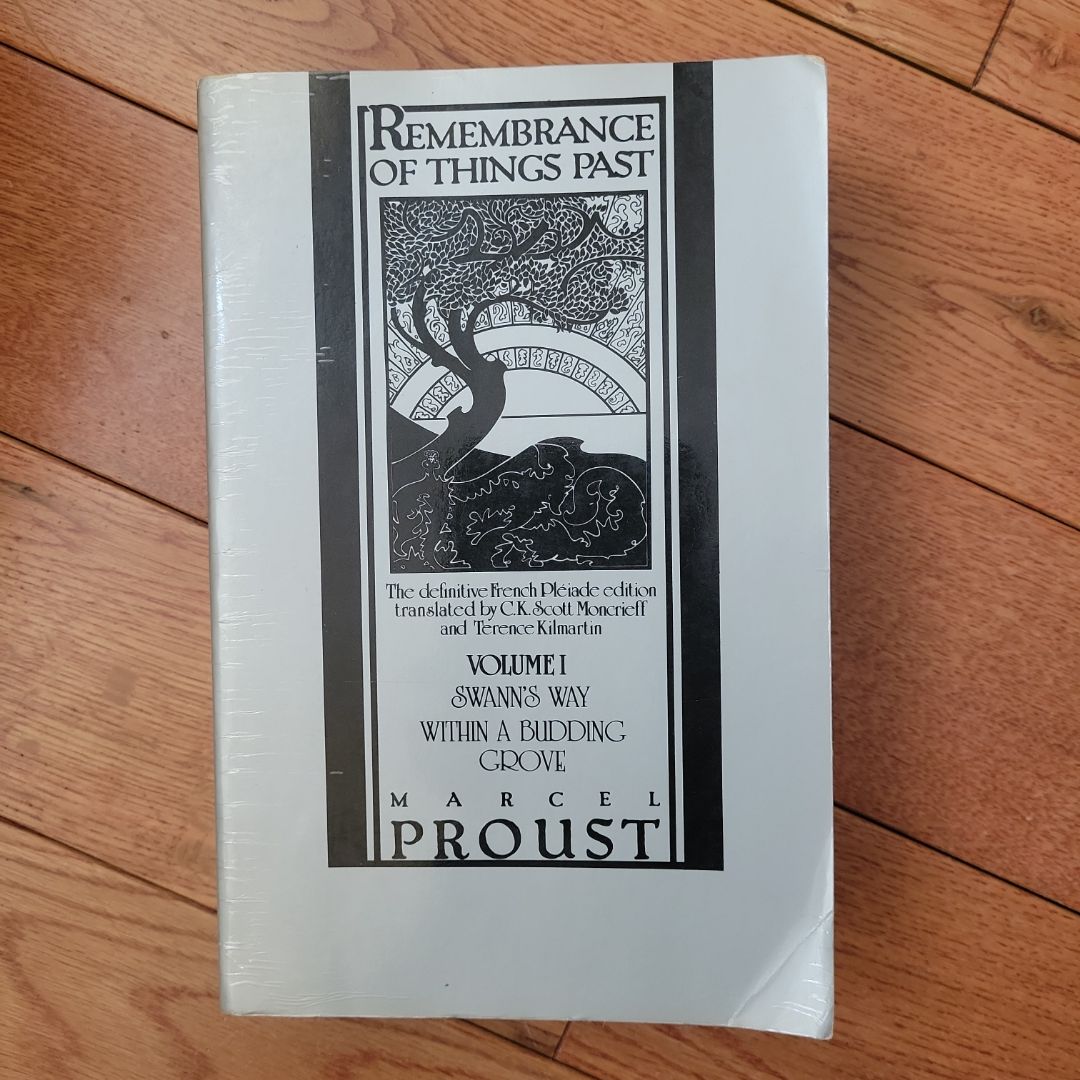 REMEMBRANCE
OF THINGS PAST
The definitive French Pléiade edition
translated by C.K. Scott Moncrieff
and Terence Kilmartin
VOLUME I
SWANN'S WAY
WITHIN A BUDDING
GROVE
MARCEL
PROUST